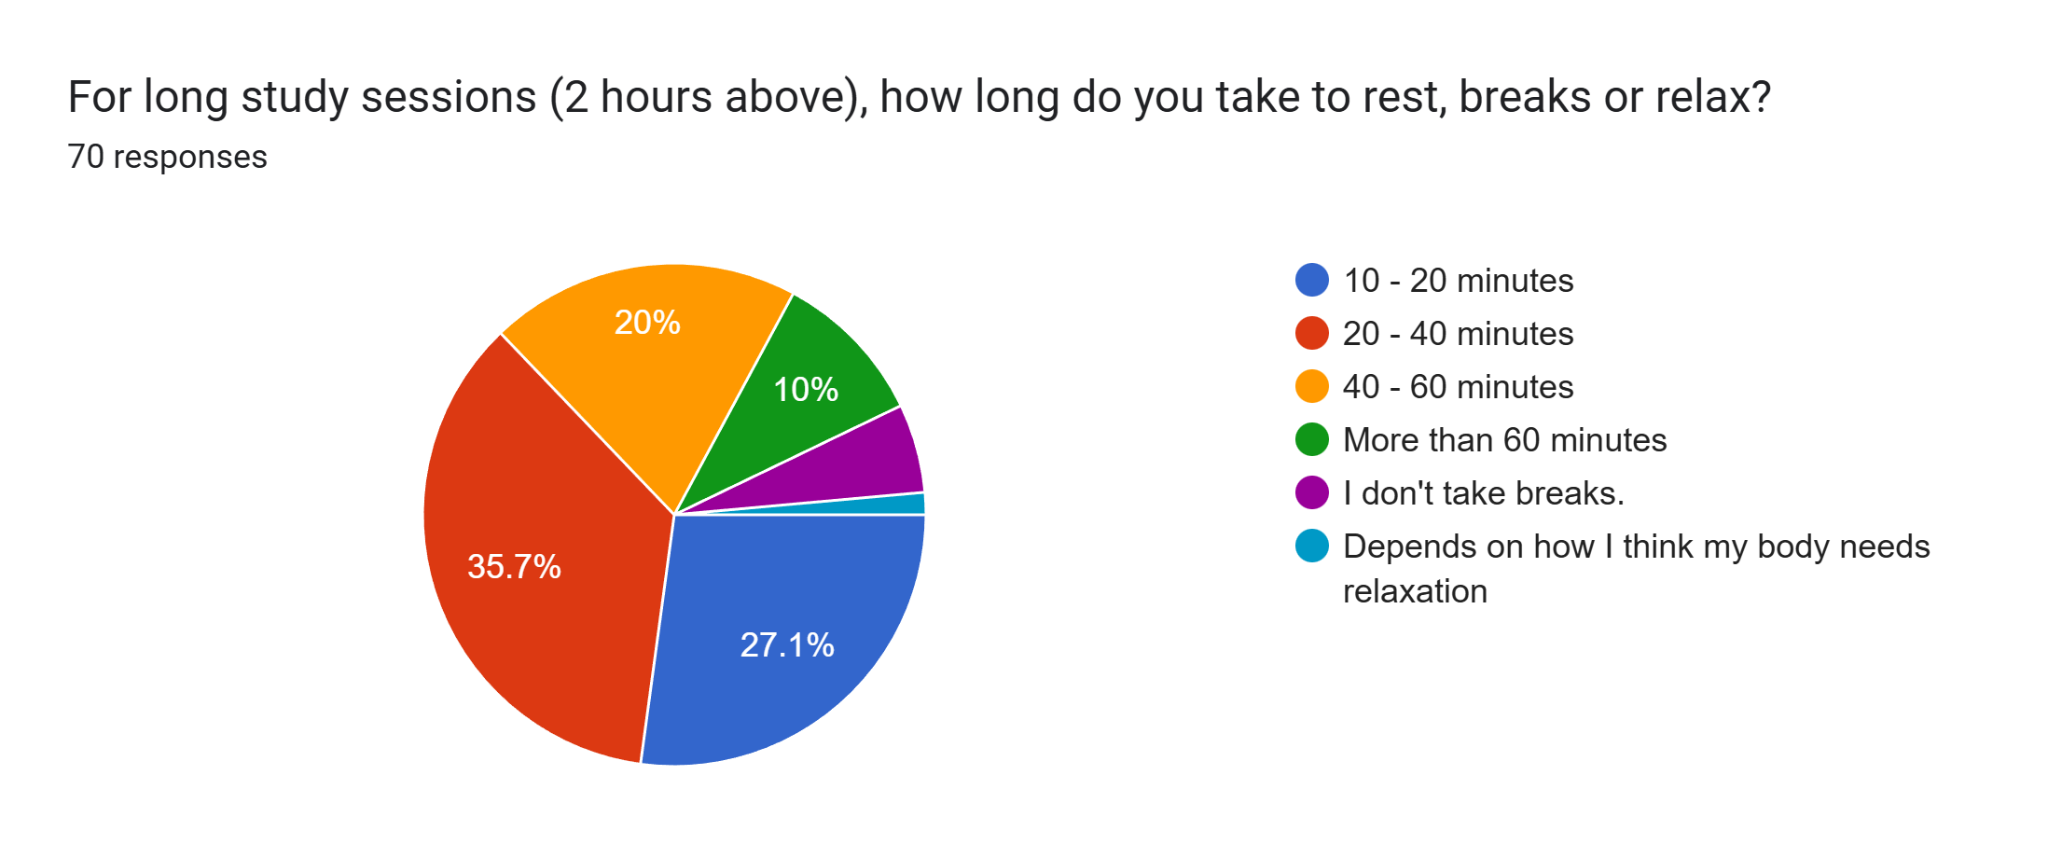 For long study sessions (2 hours above), how long do you take to rest, breaks or relax?
70 responses
20%
10%
35.7%
27.1%
10 - 20 minutes
20 - 40 minutes
40 - 60 minutes
More than 60 minutes
I don't take breaks.
Depends on how I think my body needs
relaxation